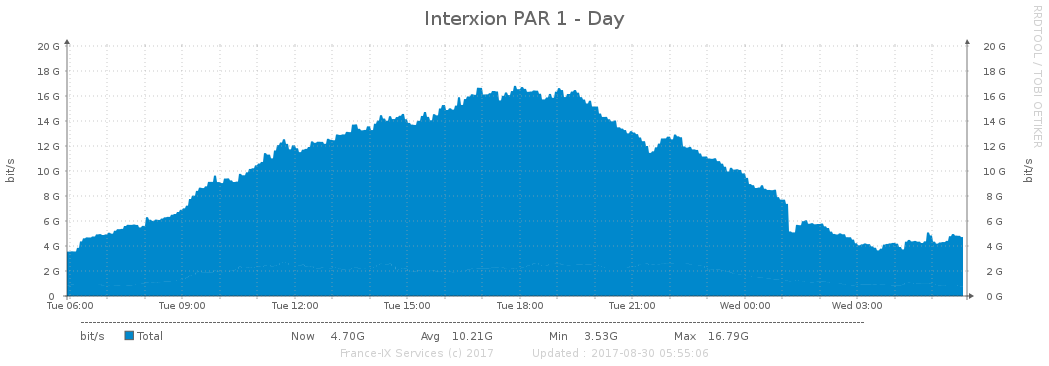 Interxion PAR 1 - Day
RRDTOOL / TOBI OETIKER
bit/s
bit/s
20 G 20 G
18 G 18 G
16 G 16 G
14 G 14 G
12 G 12 G
10 G 10 G
8 G 8 G
6 G 6 G
4 G 4 G
2 G 2 G
0 0 G
Tue 06:00 Tue 09:00 Tue 12:00 Tue 15:00 Tue 18:00 Tue 21:00 Wed 00:00 Wed 03:00
bit/s Total Now 4.70G Avg 10.21G Min 3.53G Max 16.79G
France-IX Services (c) 2017 Updated : 2017-08-30 05:55:06